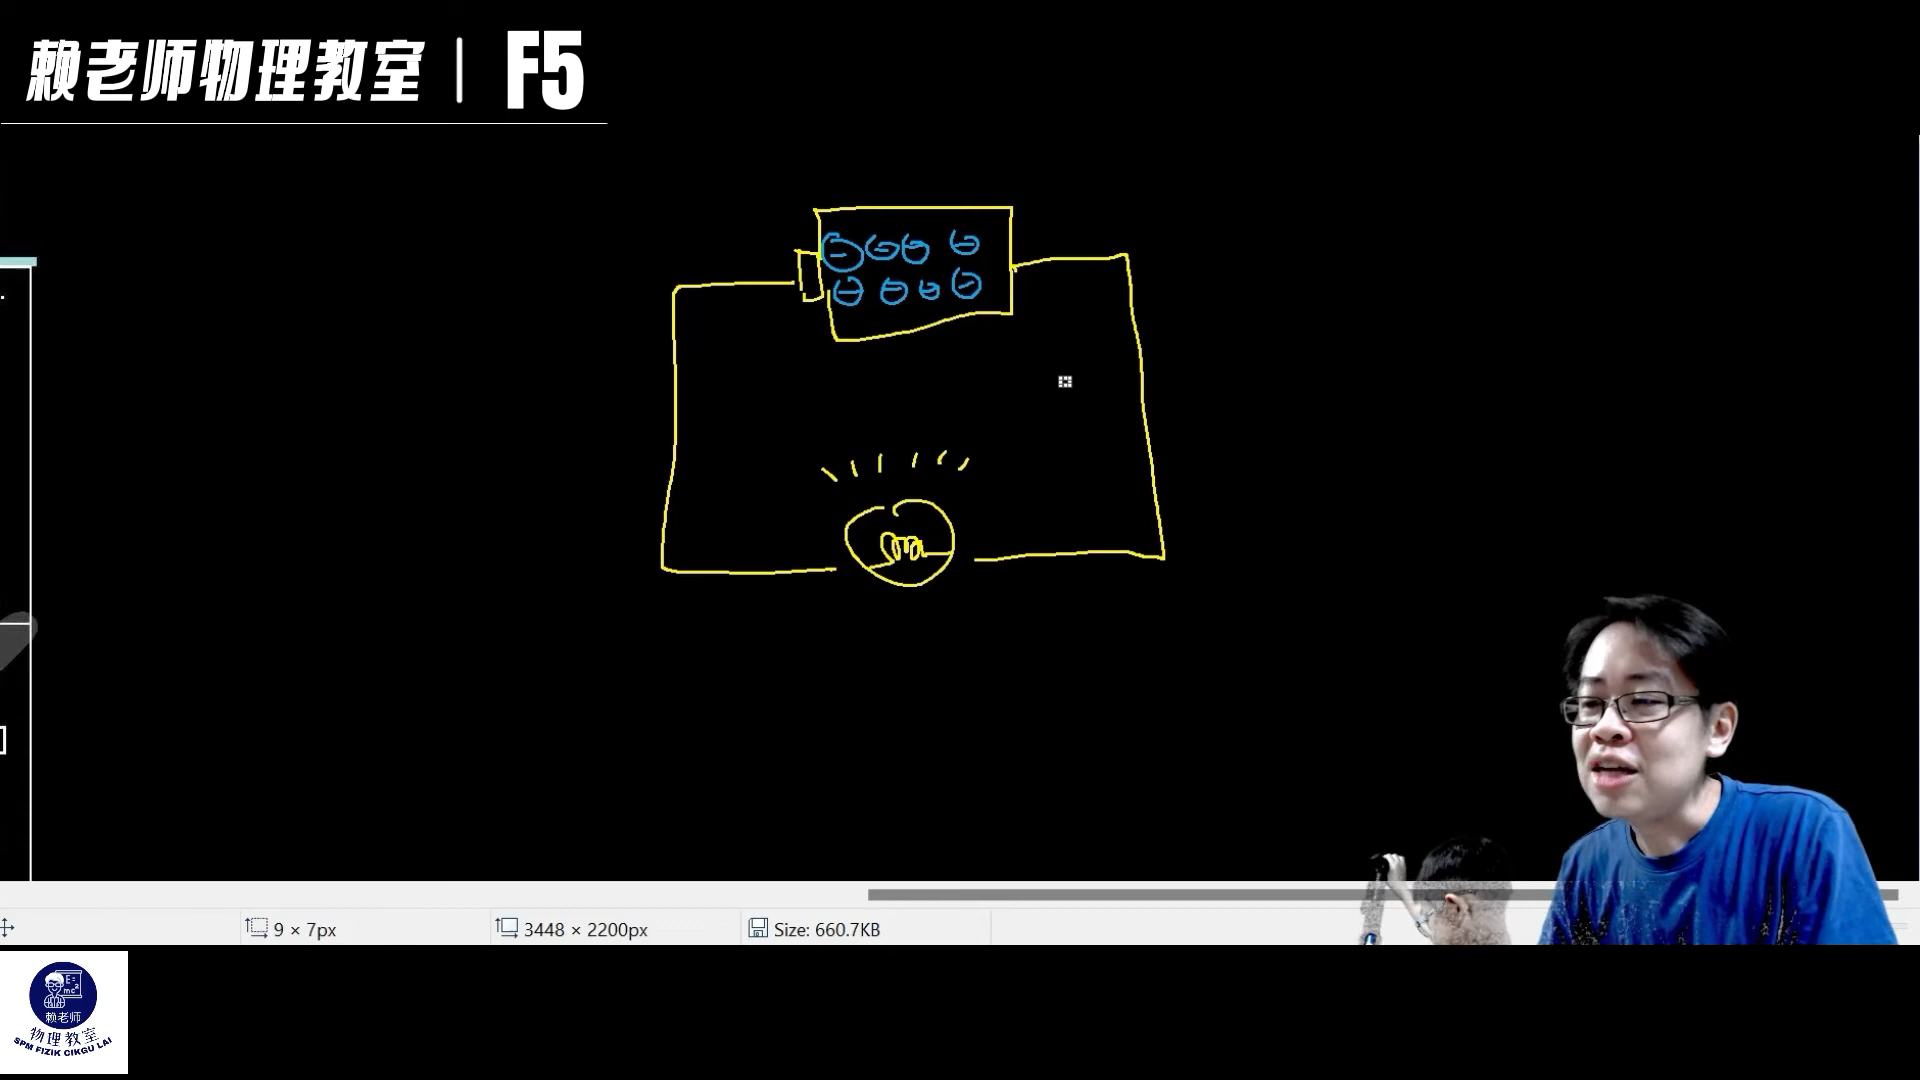 赖老师物理教室 | F5
9 × 7px
3448 × 2200px
Size: 660.7KB
E=
mc²
赖老师
物理教室
SPM FIZIK CIKGU LAI